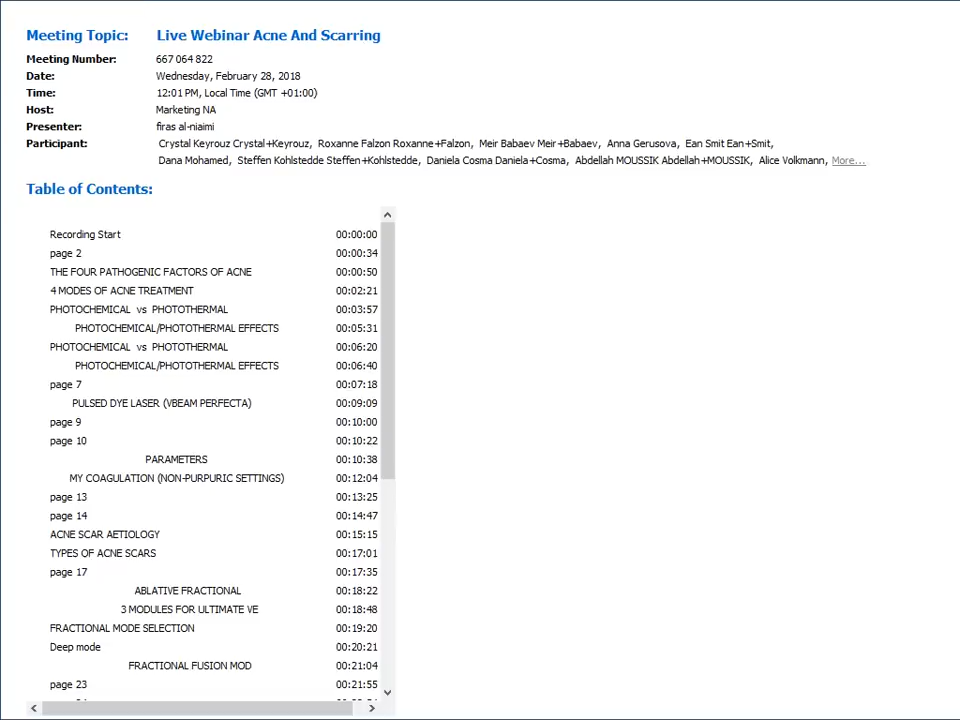 Meeting Topic: Live Webinar Acne And Scarring
Meeting Number: 667 064 822
Date: Wednesday, February 28, 2018
Time: 12:01 PM, Local Time (GMT +01:00)
Host: Marketing NA
Presenter: firas al-niaimi
Participant: Crystal Keyrouz Crystal+Keyrouz, Roxanne Falzon Roxanne+Falzon, Meir Babaev Meir+Babaev, Anna Gerusova, Ean Smit Ean+Smit,
Dana Mohamed, Steffen Kohlstedde Steffen+Kohlstedde, Daniela Cosma Daniela+Cosma, Abdellah MOUSSIK Abdellah+MOUSSIK, Alice Volkmann, More...
Table of Contents:
Recording Start 00:00:00
page 2 00:00:34
THE FOUR PATHOGENIC FACTORS OF ACNE 00:00:50
4 MODES OF ACNE TREATMENT 00:02:21
PHOTOCHEMICAL vs PHOTOTHERMAL 00:03:57
PHOTOCHEMICAL/PHOTOTHERMAL EFFECTS 00:05:31
PHOTOCHEMICAL vs PHOTOTHERMAL 00:06:20
PHOTOCHEMICAL/PHOTOTHERMAL EFFECTS 00:06:40
page 7 00:07:18
PULSED DYE LASER (VBEAM PERFECTA) 00:09:09
page 9 00:10:00
page 10 00:10:22
PARAMETERS 00:10:38
MY COAGULATION (NON-PURPURIC SETTINGS) 00:12:04
page 13 00:13:25
page 14 00:14:47
ACNE SCAR AETIOLOGY 00:15:15
TYPES OF ACNE SCARS 00:17:01
page 17 00:17:35
ABLATIVE FRACTIONAL 00:18:22
3 MODULES FOR ULTIMATE VE 00:18:48
FRACTIONAL MODE SELECTION 00:19:20
Deep mode 00:20:21
FRACTIONAL FUSION MOD 00:21:04
page 23 00:21:55